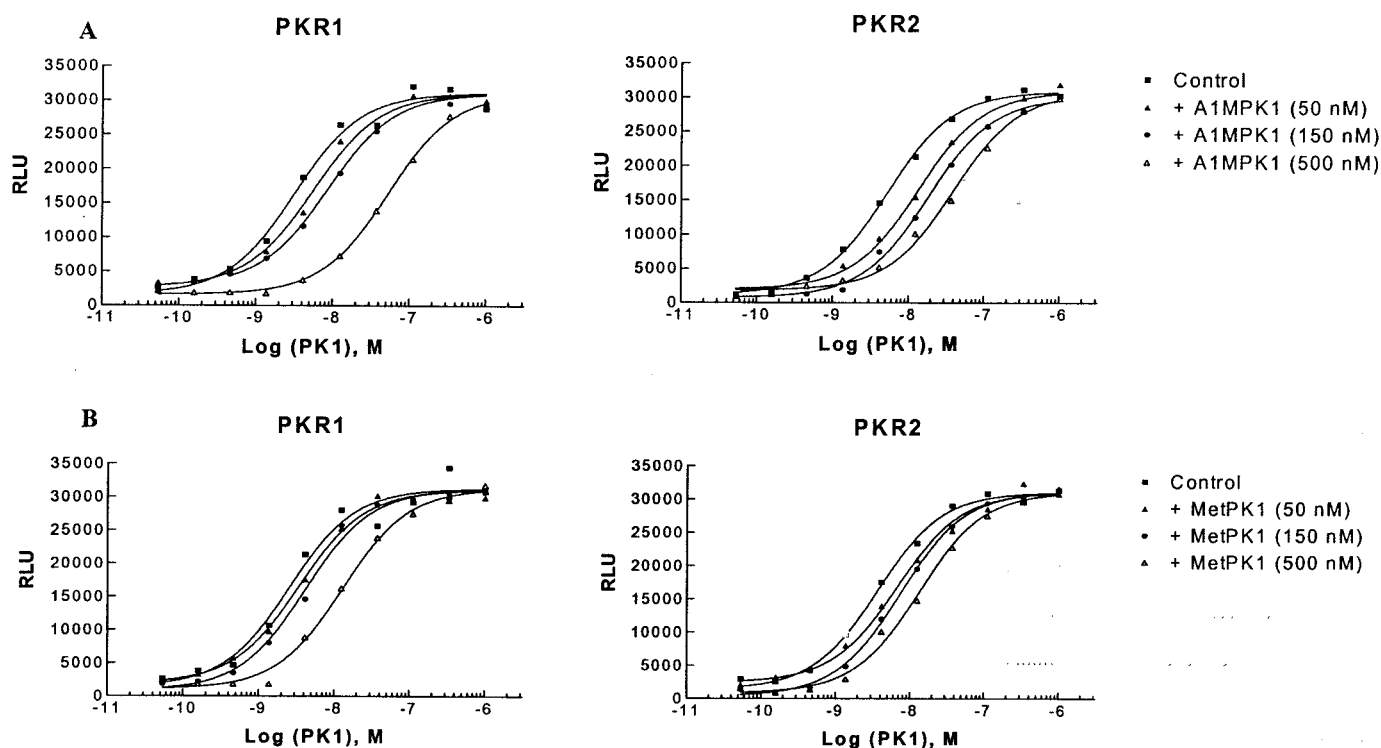 A
PKR1
PKR2
35000
30000
25000
20000
15000
10000
5000
0
RLU
-11
-10
-9
-8
-7
-6
Log (PK1), M
35000
30000
25000
20000
15000
10000
5000
0
RLU
-11
-10
-9
-8
-7
-6
Log (PK1), M
Control
+ A1MPK1 (50 nM)
+ A1MPK1 (150 nM)
+ A1MPK1 (500 nM)
B
PKR1
PKR2
35000
30000
25000
20000
15000
10000
5000
0
RLU
-11
-10
-9
-8
-7
-6
Log (PK1), M
35000
30000
25000
20000
15000
10000
5000
0
RLU
-11
-10
-9
-8
-7
-6
Log (PK1), M
Control
+ MetPK1 (50 nM)
+ MetPK1 (150 nM)
+ MetPK1 (500 nM)